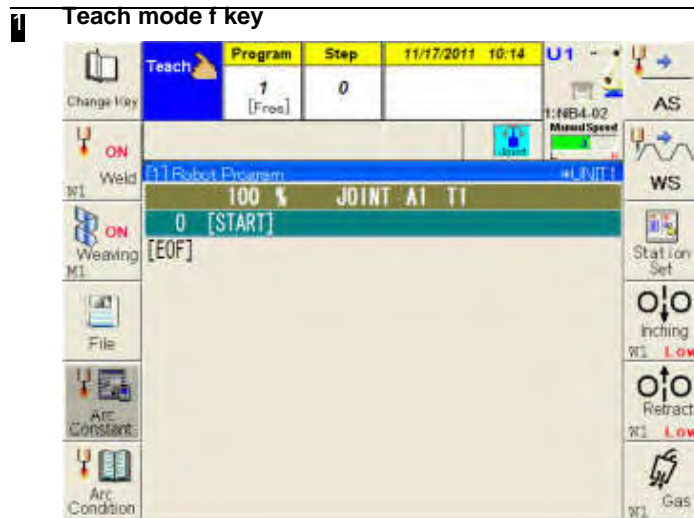 1 Teach mode f key
Change Key
Teach
Program
Step
11/17/2011 10:14
U1
1
[Free]
0
1:NB4-02
Manual Speed
3
AS
ON
Weld
W1
[1] Robot Program
*UNIT1
WS
100 % JOINT A1 T1
0 [START]
[EOF]
ON
Weaving
M1
Station
Set
File
Inching
W1 Low
Arc
Constant
Retract
W1 Low
Arc
Condition
Gas
W1